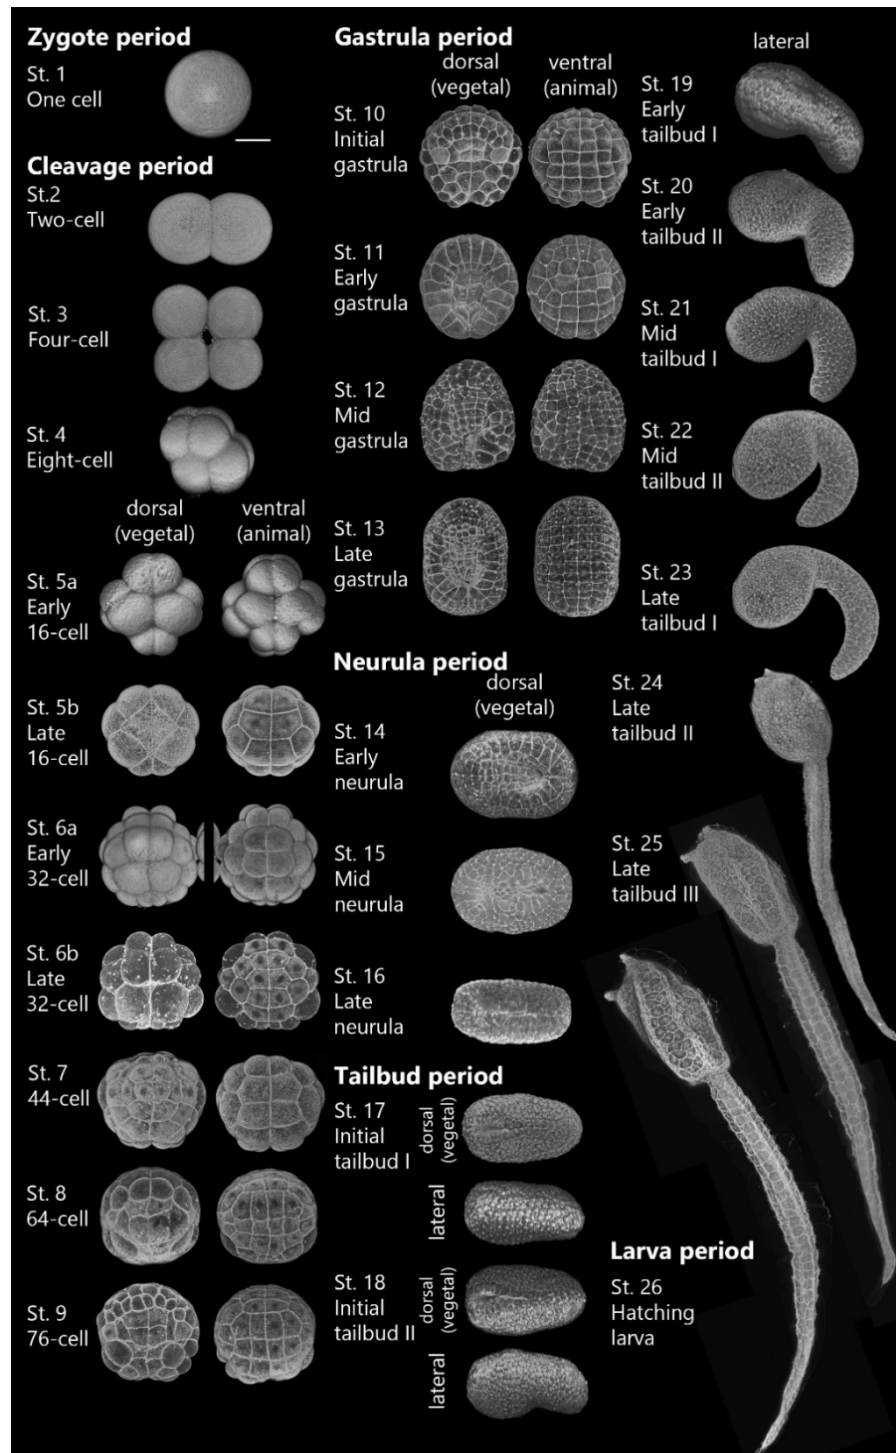 Zygote period
St. 1
One cell
Cleavage period
St.2
Two-cell
St. 3
Four-cell
St. 4
Eight-cell
dorsal
(vegetal)
ventral
(animal)
St. 5a
Early
16-cell
St. 5b
Late
16-cell
St. 6a
Early
32-cell
St. 6b
Late
32-cell
St. 7
44-cell
St. 8
64-cell
St. 9
76-cell
Gastrula period
dorsal
(vegetal)
ventral
(animal)
St. 10
Initial
gastrula
St. 11
Early
gastrula
St. 12
Mid
gastrula
St. 13
Late
gastrula
Neurula period
dorsal
(vegetal)
St. 14
Early
neurula
St. 15
Mid
neurula
St. 16
Late
neurula
Tailbud period
St. 17
Initial
tailbud I
dorsal
(vegetal)
lateral
St. 18
Initial
tailbud II
dorsal
(vegetal)
lateral
lateral
St. 19
Early
tailbud I
St. 20
Early
tailbud II
St. 21
Mid
tailbud I
St. 22
Mid
tailbud II
St. 23
Late
tailbud I
St. 24
Late
tailbud II
St. 25
Late
tailbud III
Larva period
St. 26
Hatching
larva